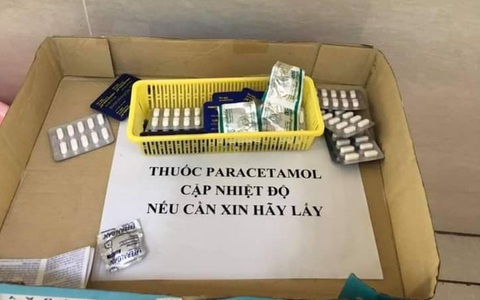 THUỐC PARACETAMOL
CẶP NHIỆT ĐỘ
NẾU CẦN XIN HÃY LẤY